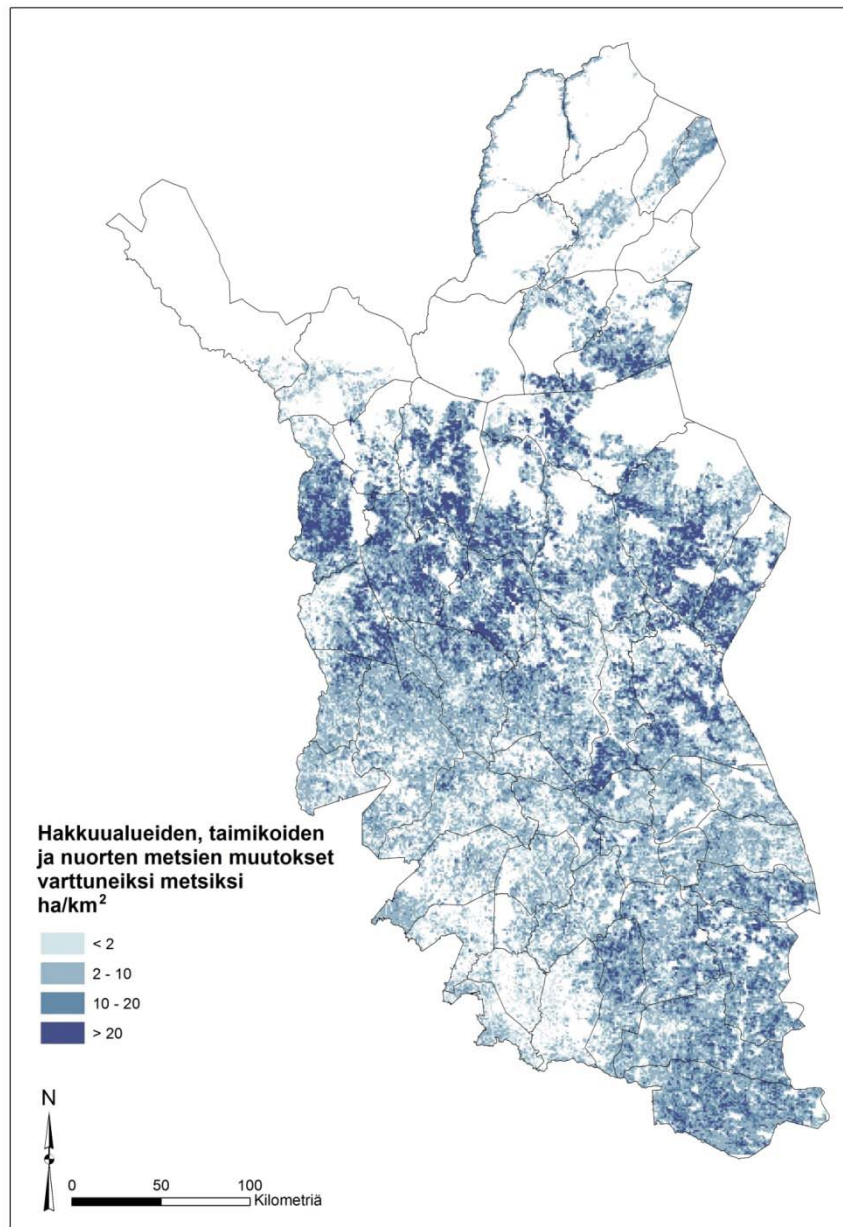 Hakkuualueiden, taimikoiden
ja nuorten metsien muutokset
varttuneiksi metsiksi
ha/km²
< 2
2 - 10
10 - 20
> 20
N
0 50 100
Kilometriä